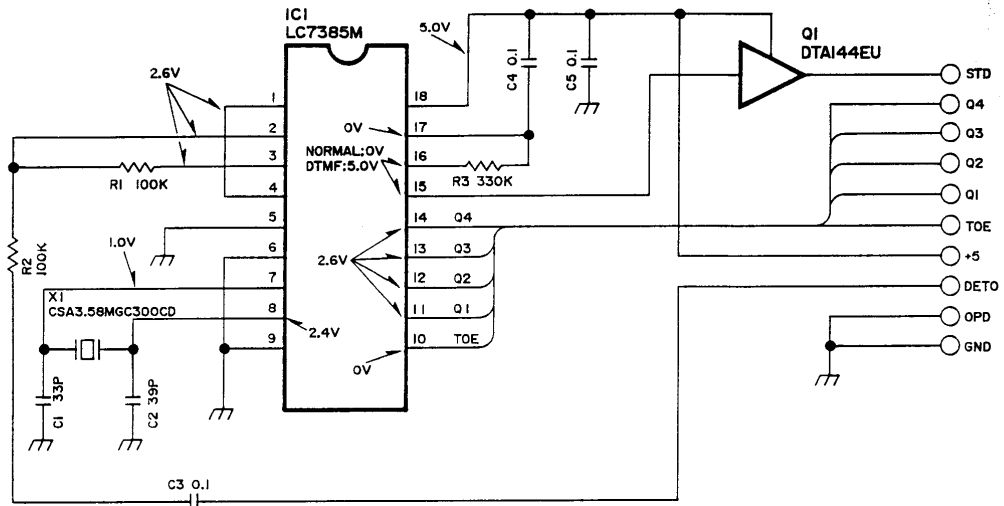 IC1
LC7385M
5.0V
C4 0.1
C5 0.1
Q1
DTA144EU
STD
Q4
Q3
Q2
Q1
TOE
+5
DETO
OPD
GND
2.6V
1
2
3
4
5
6
7
8
9
18
17
16
15
14
13
12
11
10
0V
NORMAL;0V
DTMF;5.0V
R3 330K
R1 100K
R2
100K
1.0V
X1
CSA3.58MGC300CD
2.4V
2.6V
0V
Q4
Q3
Q2
Q1
TOE
C1 33P
C2 39P
C3 0.1